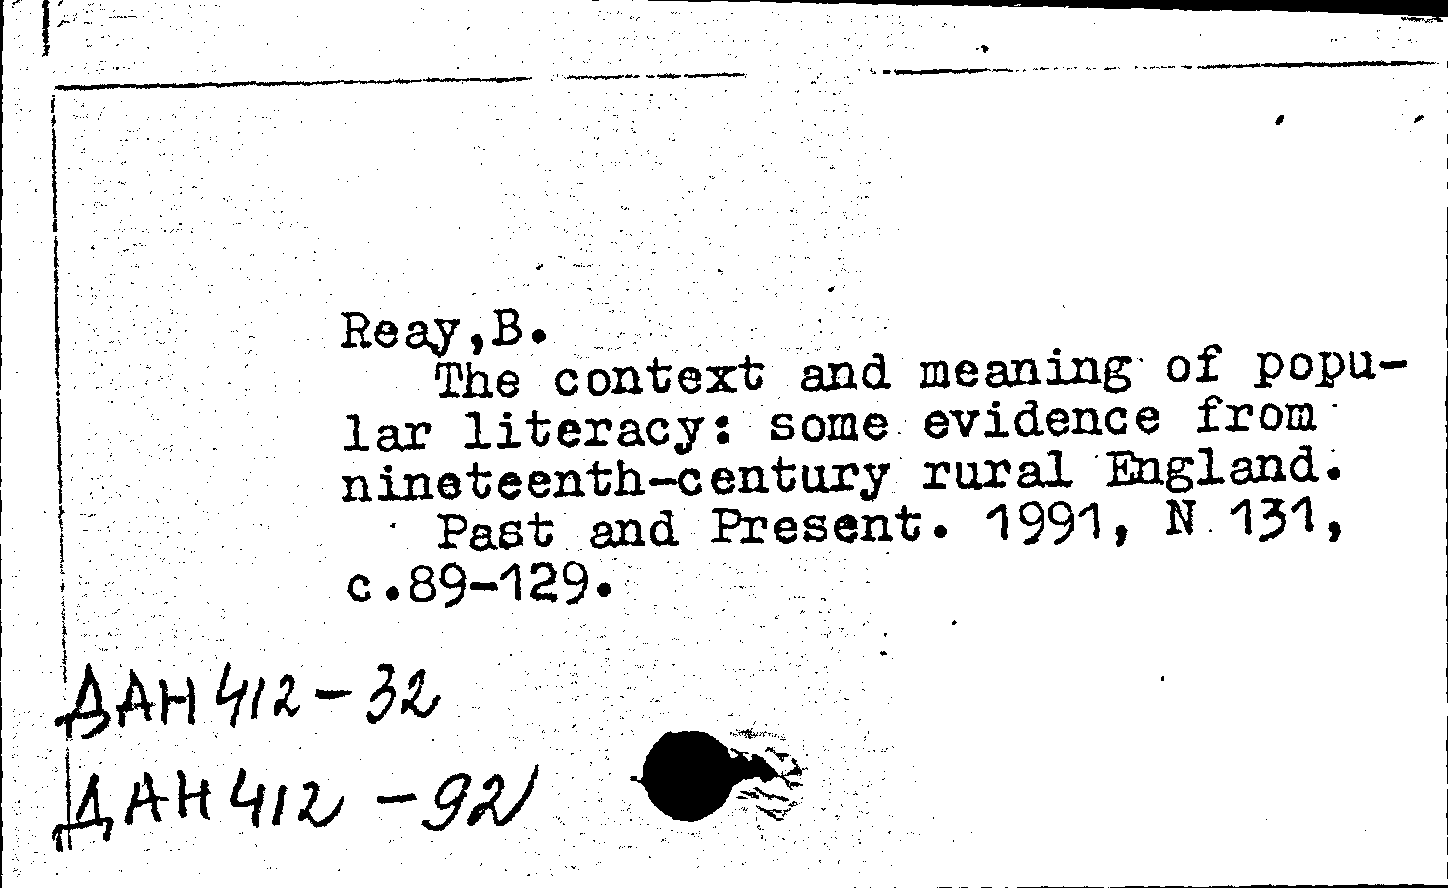 Reay,B.
The context and meaning of popu-
lar literacy: some evidence from
nineteenth-century rural England.
Past and Present. 1991, N 131,
c.89-129.
ДАН 412-32
ДАН 412-92